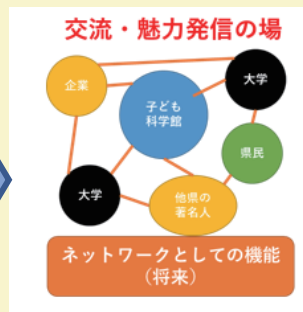 交流・魅力発信の場
企業
大学
子ども
科学館
県民
大学
他県の
著名人
ネットワークとしての機能
(将来)